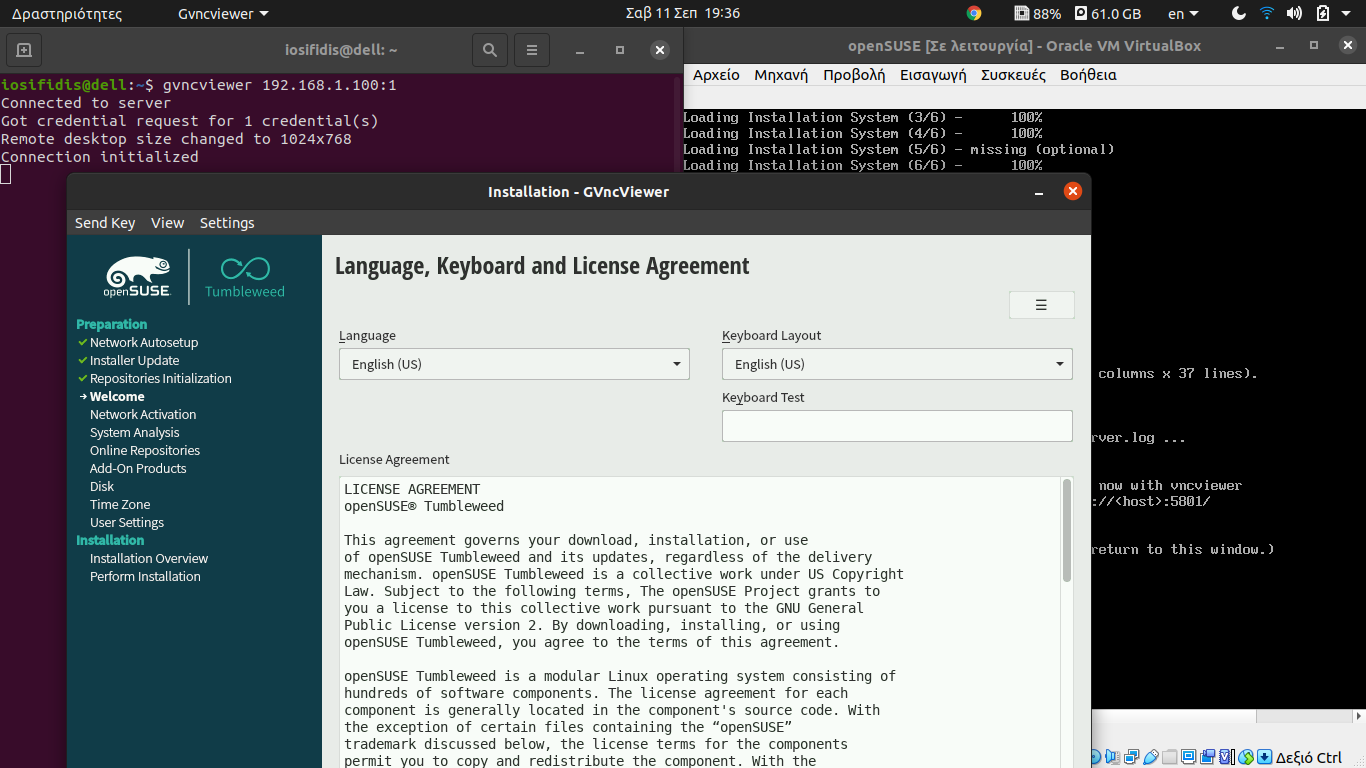 Δραστηριότητες
Gvncviewer
Σαβ 11 Σεπ 19:36
88%
61.0 GB
en
iosifidis@dell: ~
iosifidis@dell:~$ gvncviewer 192.168.1.100:1
Connected to server
Got credential request for 1 credential(s)
Remote desktop size changed to 1024x768
Connection initialized
openSUSE [Σε λειτουργία] - Oracle VM VirtualBox
Αρχείο Μηχανή Προβολή Εισαγωγή Συσκευές Βοήθεια
Loading Installation System (3/6) - 100%
Loading Installation System (4/6) - 100%
Loading Installation System (5/6) - missing (optional)
Loading Installation System (6/6) - 100%
columns x 37 lines).
rver.log ...
now with vncviewer
://<host>:5801/
return to this window.)
Δεξιό Ctrl
Installation - GVncViewer
Send Key View Settings
openSUSE
Tumbleweed
Preparation
Network Autosetup
Installer Update
Repositories Initialization
Welcome
Network Activation
System Analysis
Online Repositories
Add-On Products
Disk
Time Zone
User Settings
Installation
Installation Overview
Perform Installation
Language, Keyboard and License Agreement
Language
English (US)
Keyboard Layout
English (US)
Keyboard Test
License Agreement
LICENSE AGREEMENT
openSUSE® Tumbleweed
This agreement governs your download, installation, or use
of openSUSE Tumbleweed and its updates, regardless of the delivery
mechanism. openSUSE Tumbleweed is a collective work under US Copyright
Law. Subject to the following terms, The openSUSE Project grants to
you a license to this collective work pursuant to the GNU General
Public License version 2. By downloading, installing, or using
openSUSE Tumbleweed, you agree to the terms of this agreement.
openSUSE Tumbleweed is a modular Linux operating system consisting of
hundreds of software components. The license agreement for each
component is generally located in the component's source code. With
the exception of certain files containing the “openSUSE”
trademark discussed below, the license terms for the components
permit you to copy and redistribute the component. With the